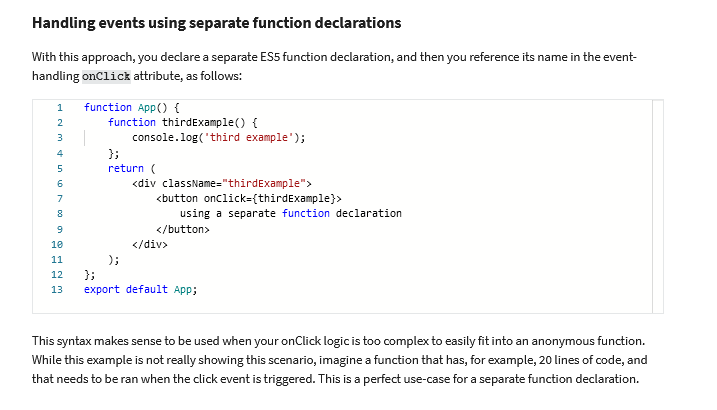 Handling events using separate function declarations
With this approach, you declare a separate ES5 function declaration, and then you reference its name in the event-
handling onClick attribute, as follows:
1 function App() {
2 function thirdExample() {
3 console.log('third example');
4 };
5 return (
6 <div className="thirdExample">
7 <button onClick={thirdExample}>
8 using a separate function declaration
9 </button>
10 </div>
11 );
12 };
13 export default App;
This syntax makes sense to be used when your onClick logic is too complex to easily fit into an anonymous function.
While this example is not really showing this scenario, imagine a function that has, for example, 20 lines of code, and
that needs to be ran when the click event is triggered. This is a perfect use-case for a separate function declaration.